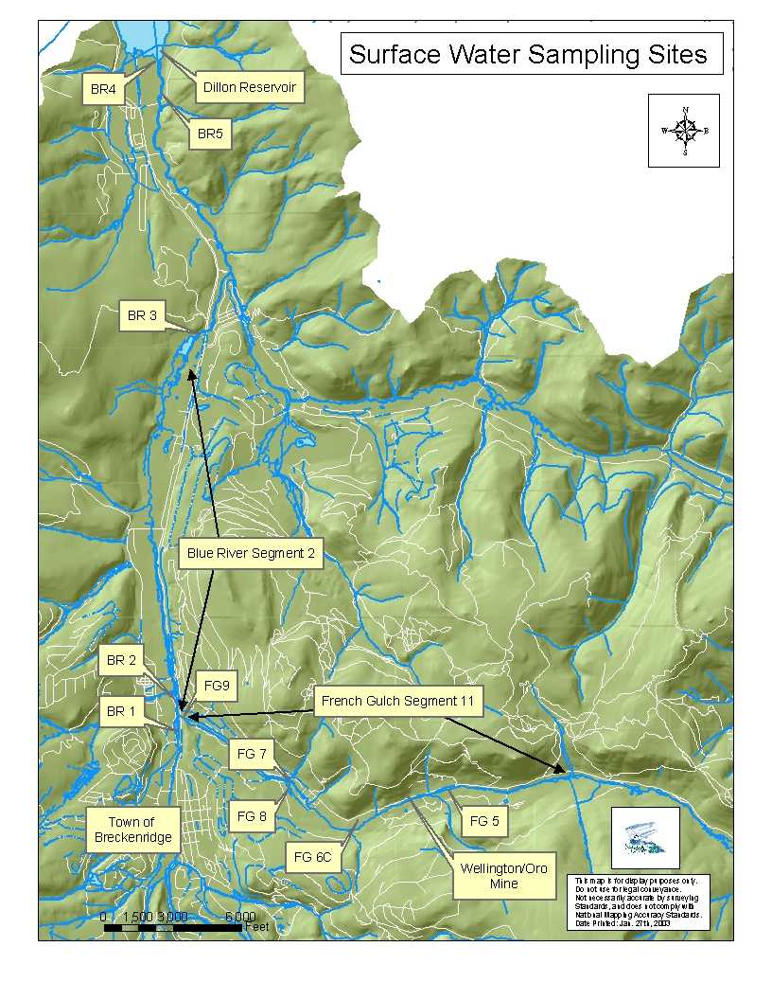 Surface Water Sampling Sites
BR4
Dillon Reservoir
BR5
N
W
E
S
BR 3
Blue River Segment 2
BR 2
FG9
BR 1
French Gulch Segment 11
FG 7
FG 8
FG 5
Town of
Breckenridge
FG 6C
Wellington/Oro
Mine
This map is for display purposes only.
Do not use for legal conveyance.
Not necessarily accurate by surveying
Standards, and does not comply with
National Mapping Accuracy Standards.
Date Printed: Jan. 27th, 2003
0 1,500 3,000 6,000
Feet